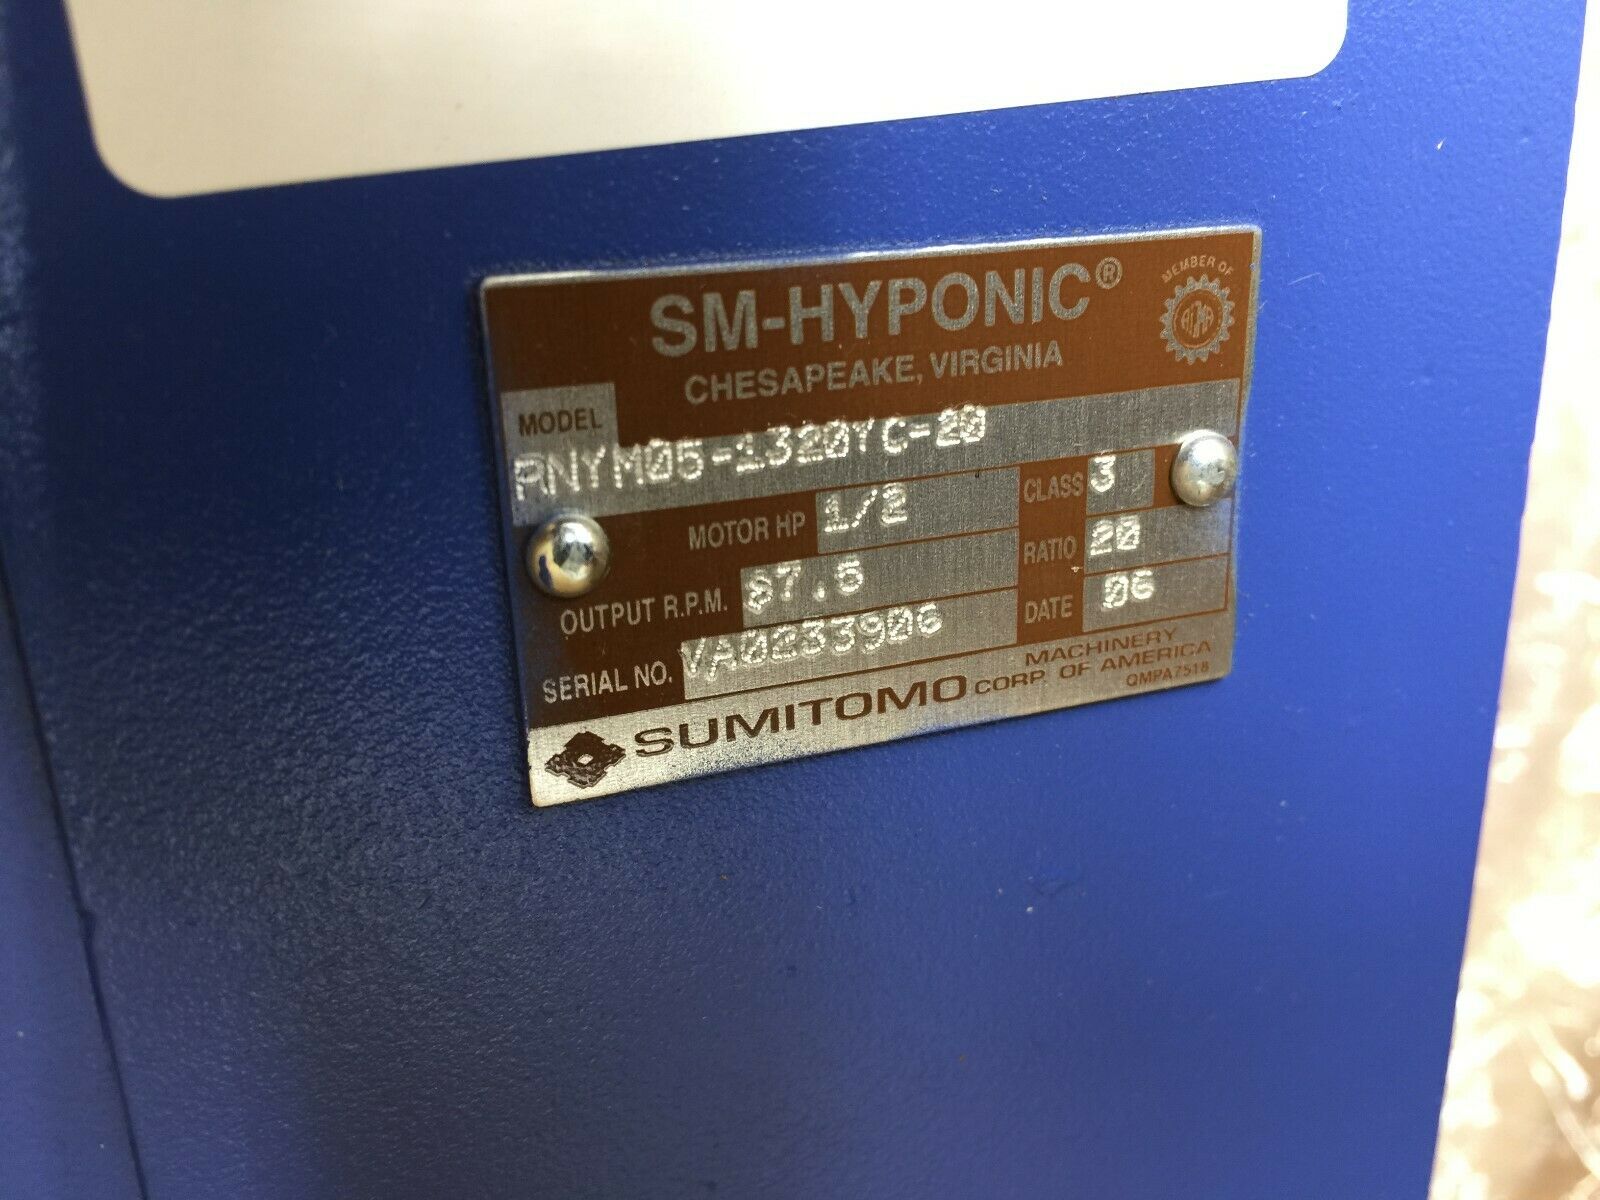 SM-HYPONIC®
CHESAPEAKE, VIRGINIA
MEMBER OF
AGMA
MODEL
RNYM05-1320YC-20
MOTOR HP 1/2 CLASS 3
OUTPUT R.P.M. 87.5 RATIO 20
SERIAL NO. VA0233906 DATE 06
SUMITOMO MACHINERY
CORP. OF AMERICA
QMPA7518